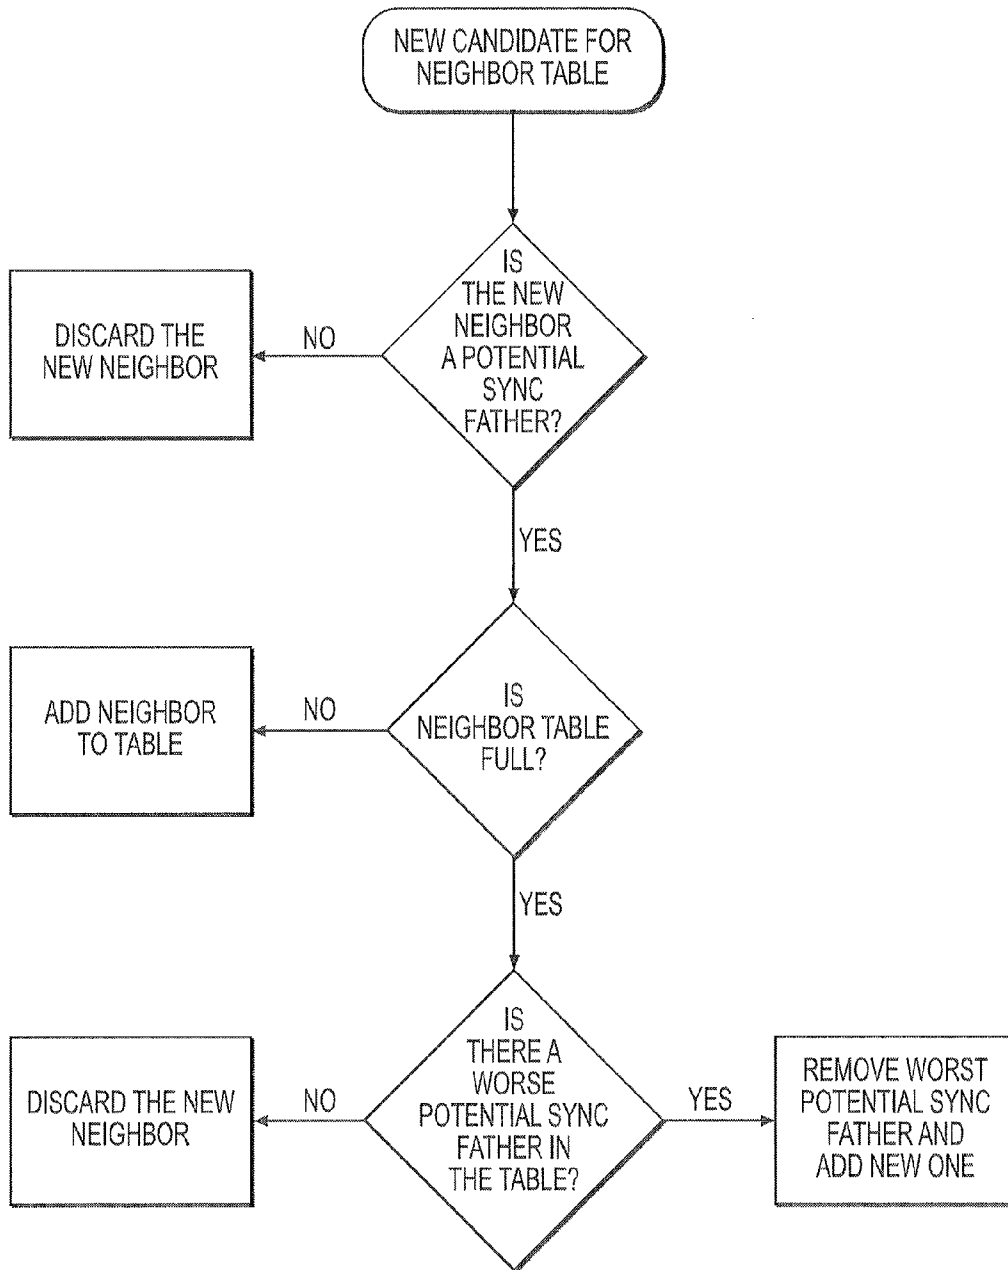 NEW CANDIDATE FOR
NEIGHBOR TABLE
IS
THE NEW
NEIGHBOR
A POTENTIAL
SYNC
FATHER?
NO
DISCARD THE
NEW NEIGHBOR
YES
IS
NEIGHBOR TABLE
FULL?
NO
ADD NEIGHBOR
TO TABLE
YES
IS
THERE A
WORSE
POTENTIAL SYNC
FATHER IN
THE TABLE?
NO
DISCARD THE NEW
NEIGHBOR
YES
REMOVE WORST
POTENTIAL SYNC
FATHER AND
ADD NEW ONE